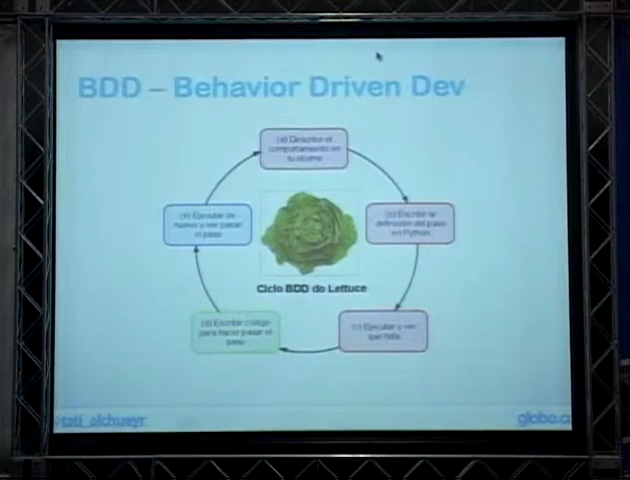 BDD – Behavior Driven Dev
(a) Describir el
comportamiento en
(b) Escribir la
definición del paso
en Python
(c) Ejecutar y ver
que falla
(d) Escribir código
para hacer pasar el
paso
(e) Ejecutar de
nuevo y ver pasar
el paso
Ciclo BDD do Lettuce
tati_alchueyr
globo.c